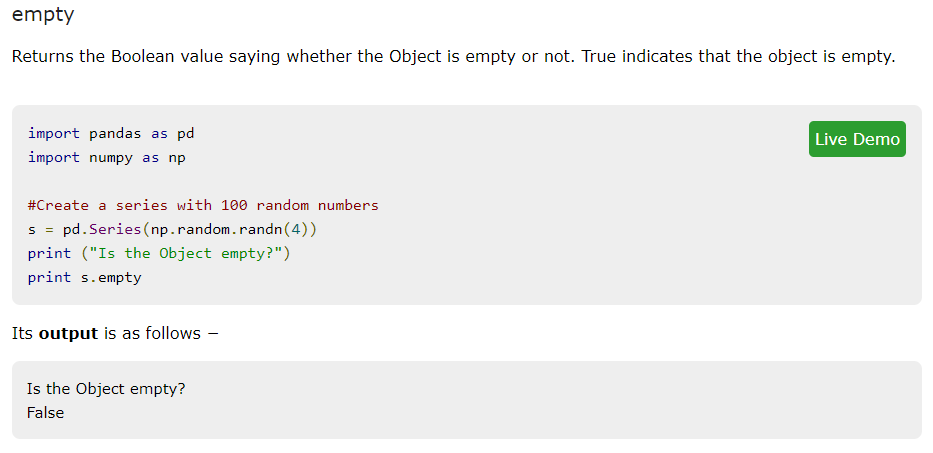 empty
Returns the Boolean value saying whether the Object is empty or not. True indicates that the object is empty.
import pandas as pd
Live Demo
import numpy as np
#Create a series with 100 random numbers
s = pd.Series(np.random.randn(4))
print ("Is the Object empty?")
print s.empty
Its output is as follows −
Is the Object empty?
False